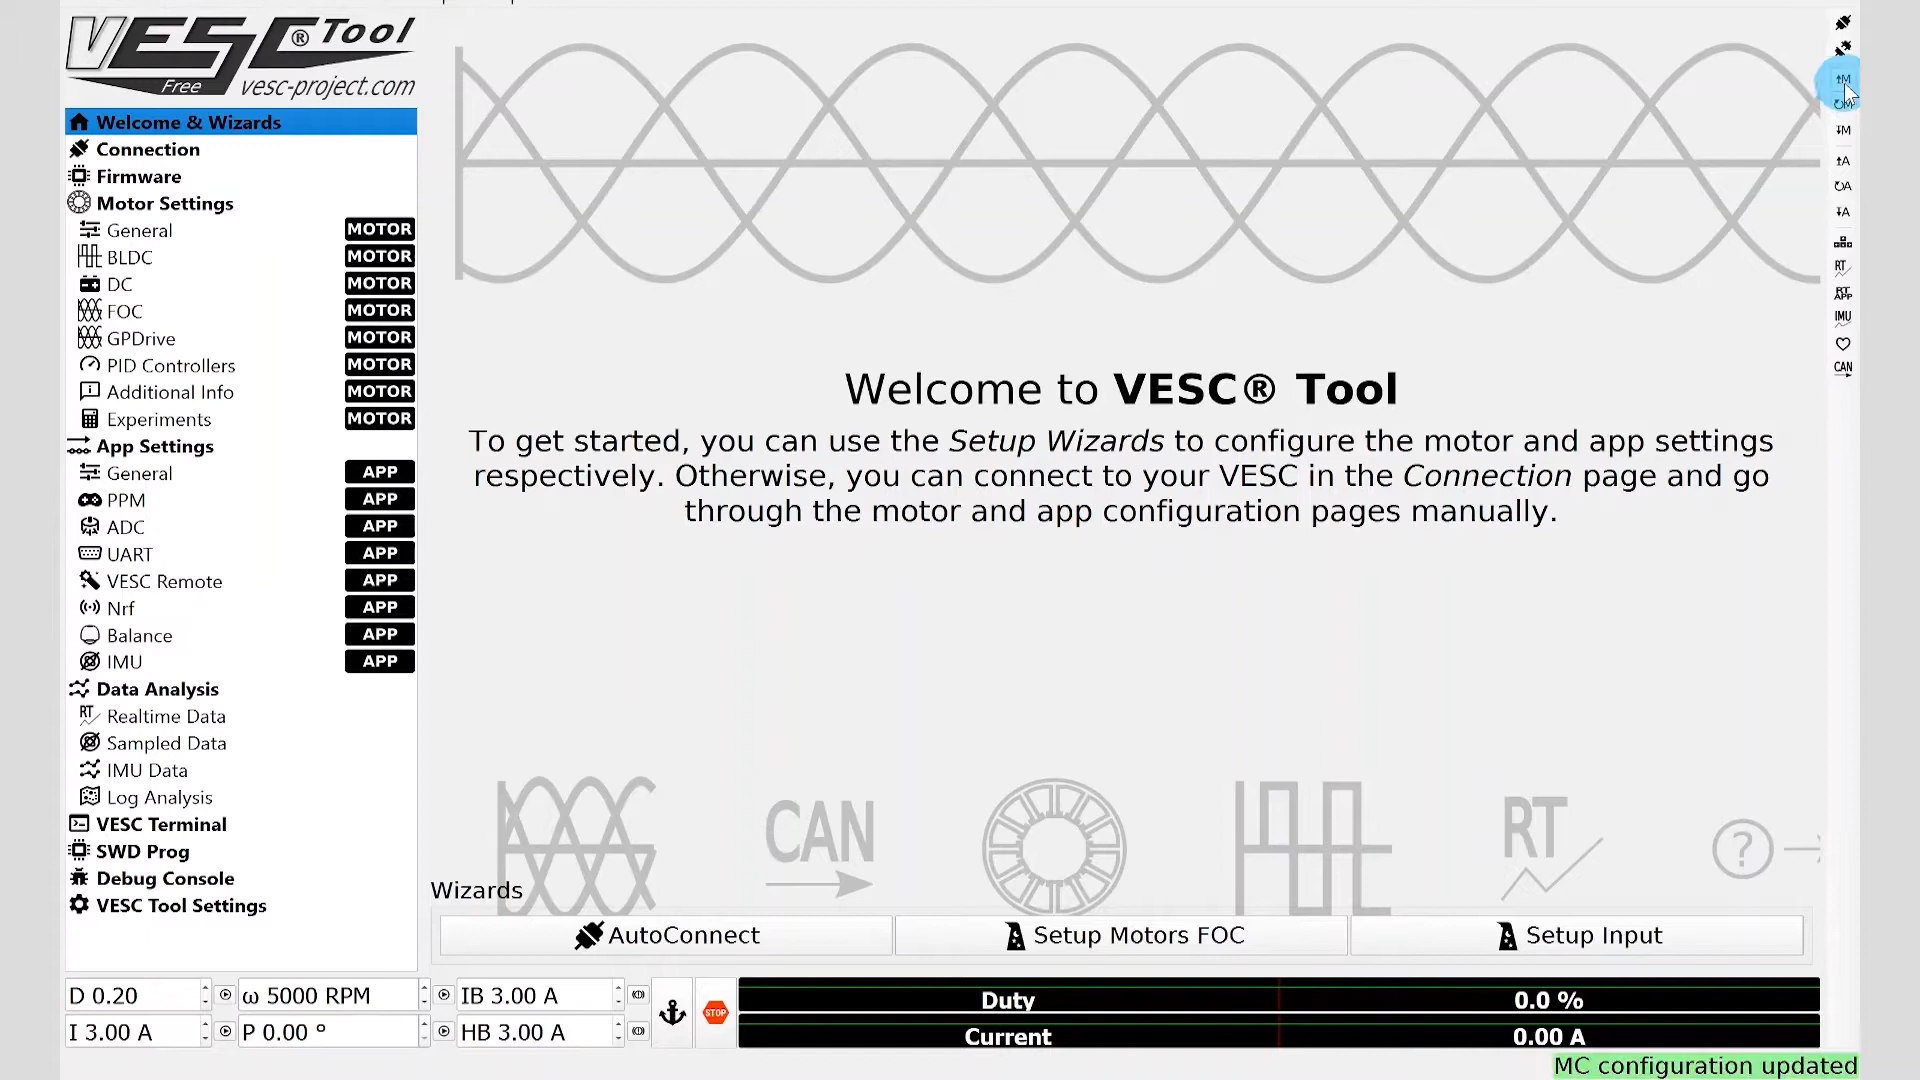 VESC® Tool
Free vesc-project.com
Welcome & Wizards
Connection
Firmware
Motor Settings
General MOTOR
BLDC MOTOR
DC MOTOR
FOC MOTOR
GPDrive MOTOR
PID Controllers MOTOR
Additional Info MOTOR
Experiments MOTOR
App Settings
General APP
PPM APP
ADC APP
UART APP
VESC Remote APP
Nrf APP
Balance APP
IMU APP
Data Analysis
RT Realtime Data
Sampled Data
IMU Data
Log Analysis
VESC Terminal
SWD Prog
Debug Console
VESC Tool Settings
Welcome to VESC® Tool
To get started, you can use the Setup Wizards to configure the motor and app settings
respectively. Otherwise, you can connect to your VESC in the Connection page and go
through the motor and app configuration pages manually.
CAN
RT
?
Wizards
AutoConnect
Setup Motors FOC
Setup Input
M
M
M
A
A
A
RT
RT
APP
IMU
CAN
D 0.20
ω 5000 RPM
IB 3.00 A
I 3.00 A
P 0.00 °
HB 3.00 A
STOP
Duty 0.0 %
Current 0.00 A
MC configuration updated